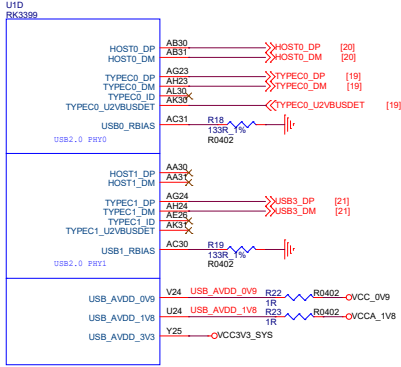 U1D
RK3399
HOST0_DP AB30 HOST0_DP [20]
HOST0_DM AB31 HOST0_DM [20]
TYPEC0_DP AG23 TYPEC0_DP [19]
TYPEC0_DM AH23 TYPEC0_DM [19]
TYPEC0_ID AL30
TYPEC0_U2VBUSDET AK30 TYPEC0_U2VBUSDET [19]
USB0_RBIAS AC31 R18
133R_1%
R0402
USB2.0 PHY0
HOST1_DP AA30
HOST1_DM AA31
TYPEC1_DP AG24 USB3_DP [21]
TYPEC1_DM AH24 USB3_DM [21]
TYPEC1_ID AE26
TYPEC1_U2VBUSDET AK31
USB1_RBIAS AC30 R19
133R_1%
R0402
USB2.0 PHY1
USB_AVDD_0V9 V24 USB_AVDD_0V9 R22 R0402 VCC_0V9
1R
USB_AVDD_1V8 U24 USB_AVDD_1V8 R23 R0402 VCCA_1V8
1R
USB_AVDD_3V3 Y25 VCC3V3_SYS